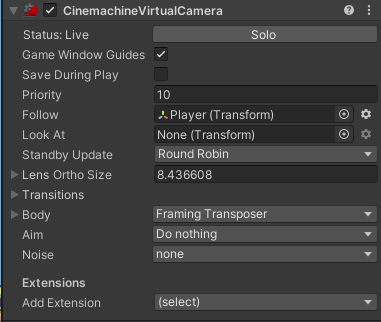 CinemachineVirtualCamera
Status: Live Solo
Game Window Guides
Save During Play
Priority 10
Follow Player (Transform)
Look At None (Transform)
Standby Update Round Robin
Lens Ortho Size 8.436608
Transitions
Body Framing Transposer
Aim Do nothing
Noise none
Extensions
Add Extension (select)